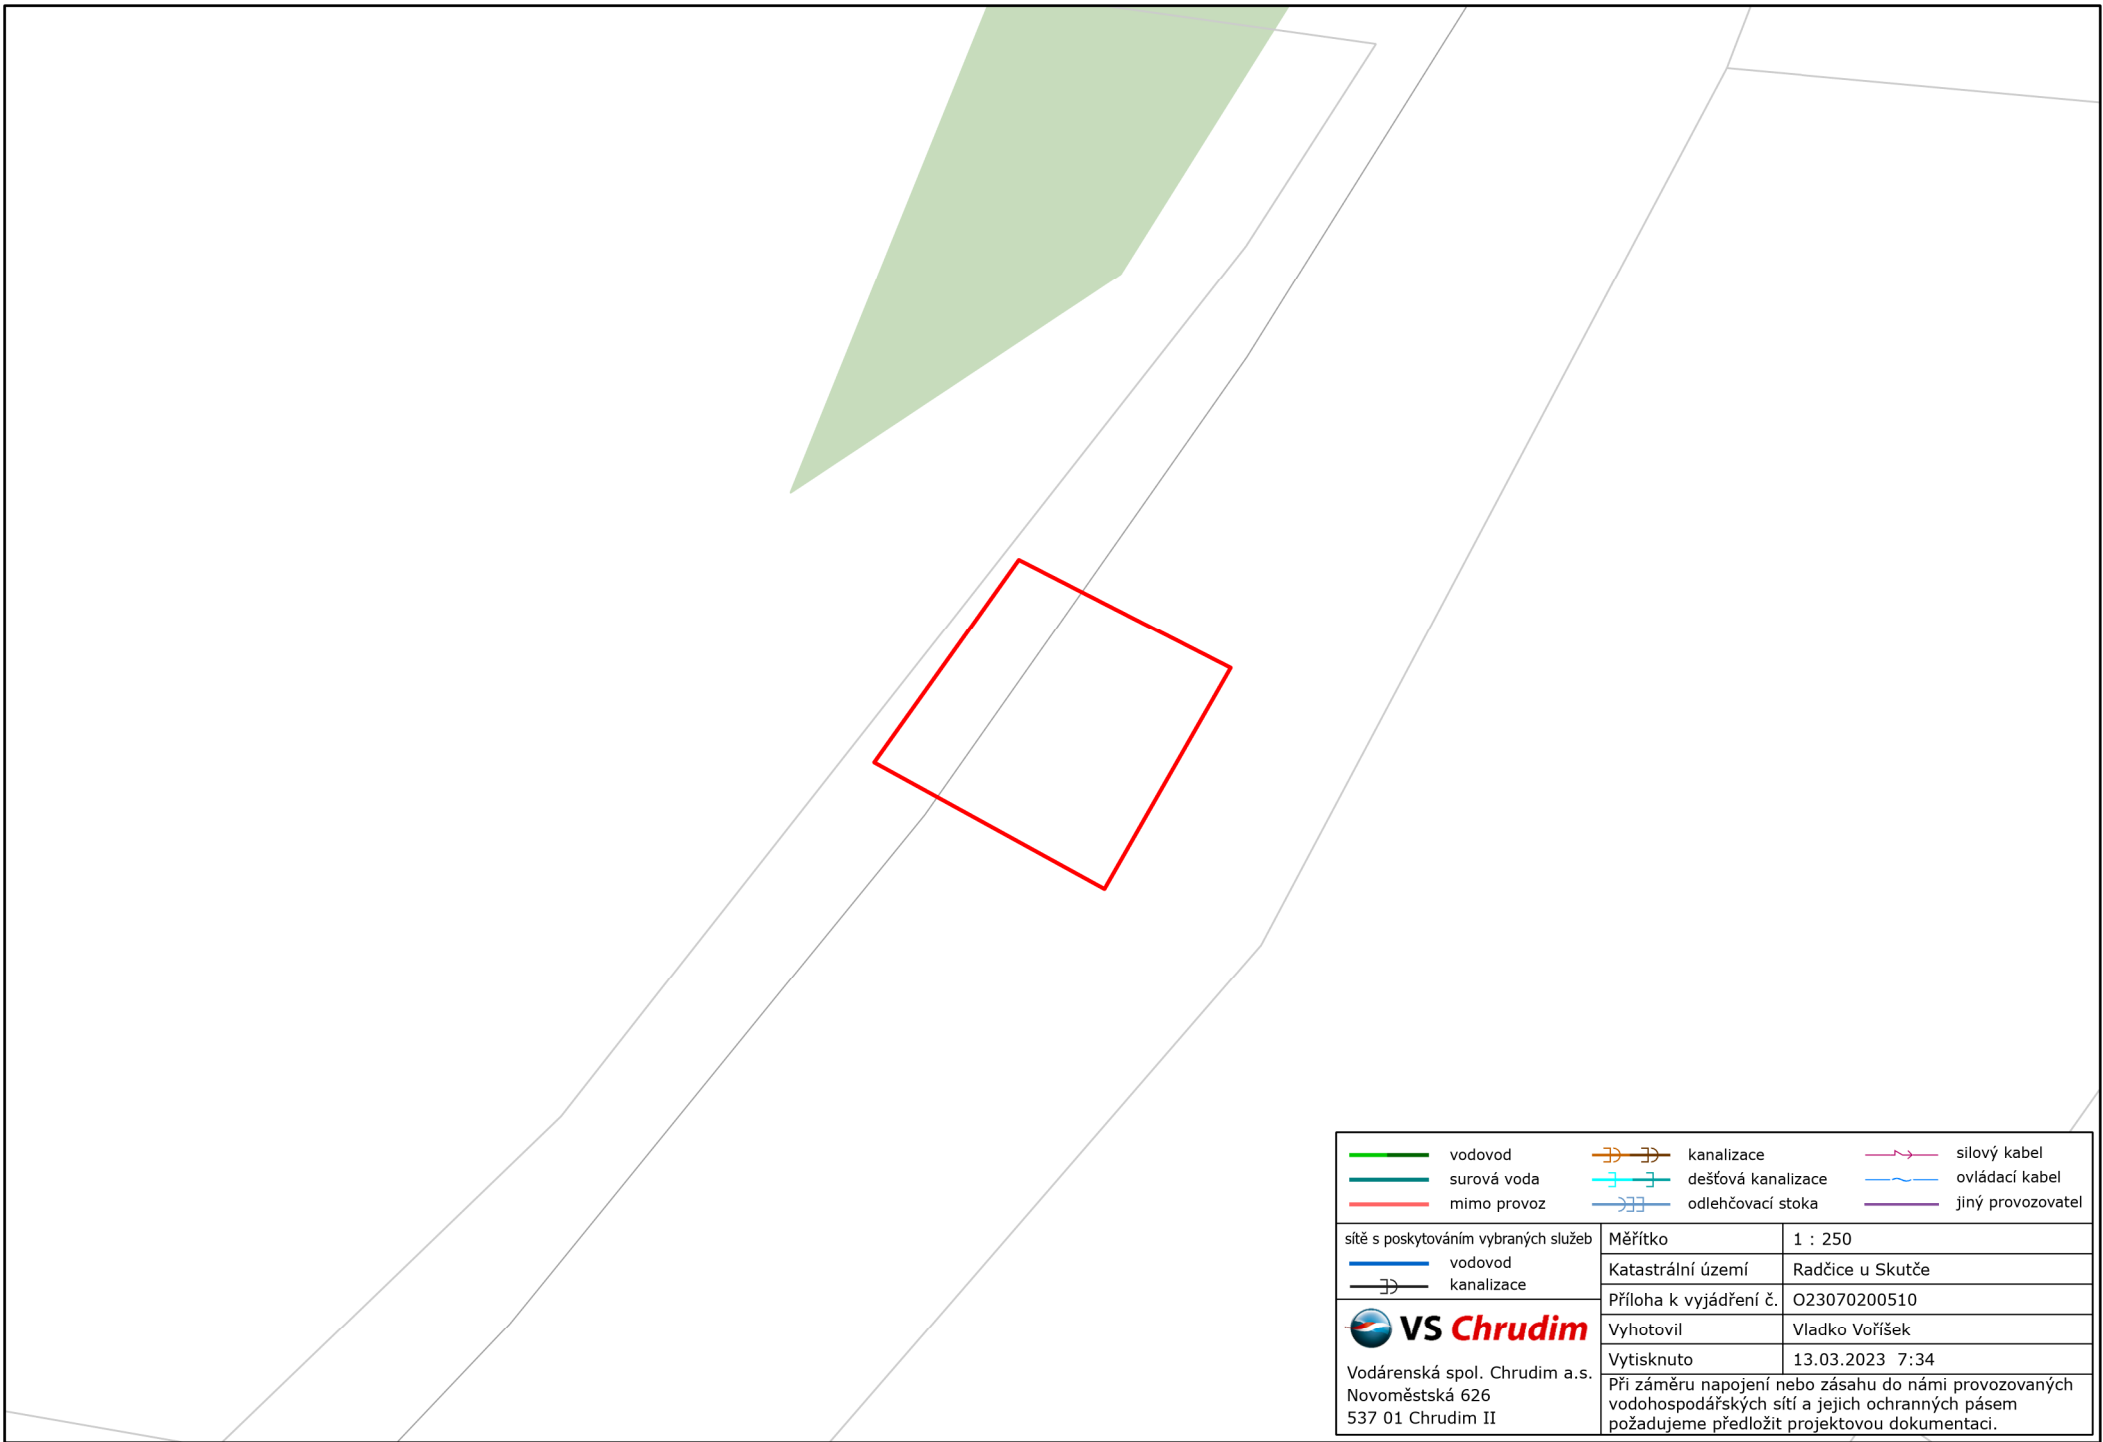 vodovod
surová voda
mimo provoz
kanalizace
dešťová kanalizace
odlehčovací stoka
silový kabel
ovládací kabel
jiný provozovatel
sítě s poskytováním vybraných služeb
vodovod
kanalizace
VS Chrudim
Vodárenská spol. Chrudim a.s.
Novoměstská 626
537 01 Chrudim II
Měřítko 1 : 250
Katastrální území Radčice u Skutče
Příloha k vyjádření č. O23070200510
Vyhotovil Vladko Voříšek
Vytisknuto 13.03.2023 7:34
Při záměru napojení nebo zásahu do námi provozovaných
vodohospodářských sítí a jejich ochranných pásem
požadujeme předložit projektovou dokumentaci.